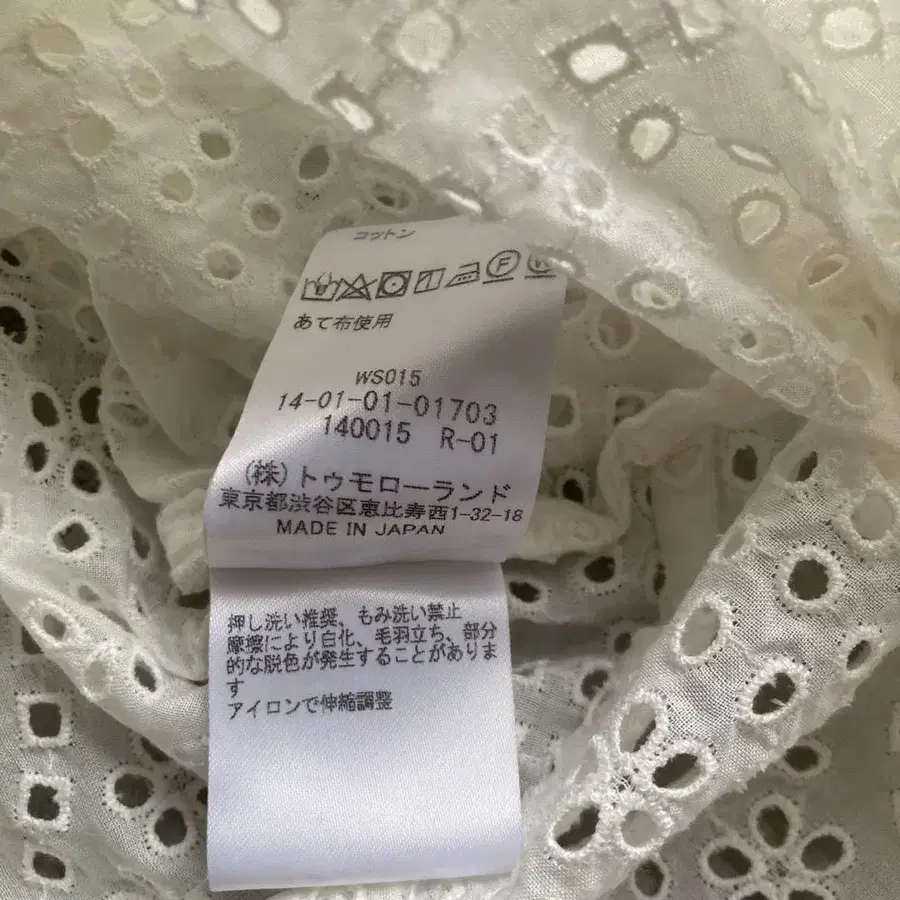 コットン
F W
あて布使用
WS015
14-01-01-01703
140015 R-01
(株)トゥモローランド
東京都渋谷区恵比寿西1-32-18
MADE IN JAPAN
押し洗い推奨、もみ洗い禁止
摩擦により白化、毛羽立ち、部分
的な脱色が発生することがありま
す
アイロンで伸縮調整